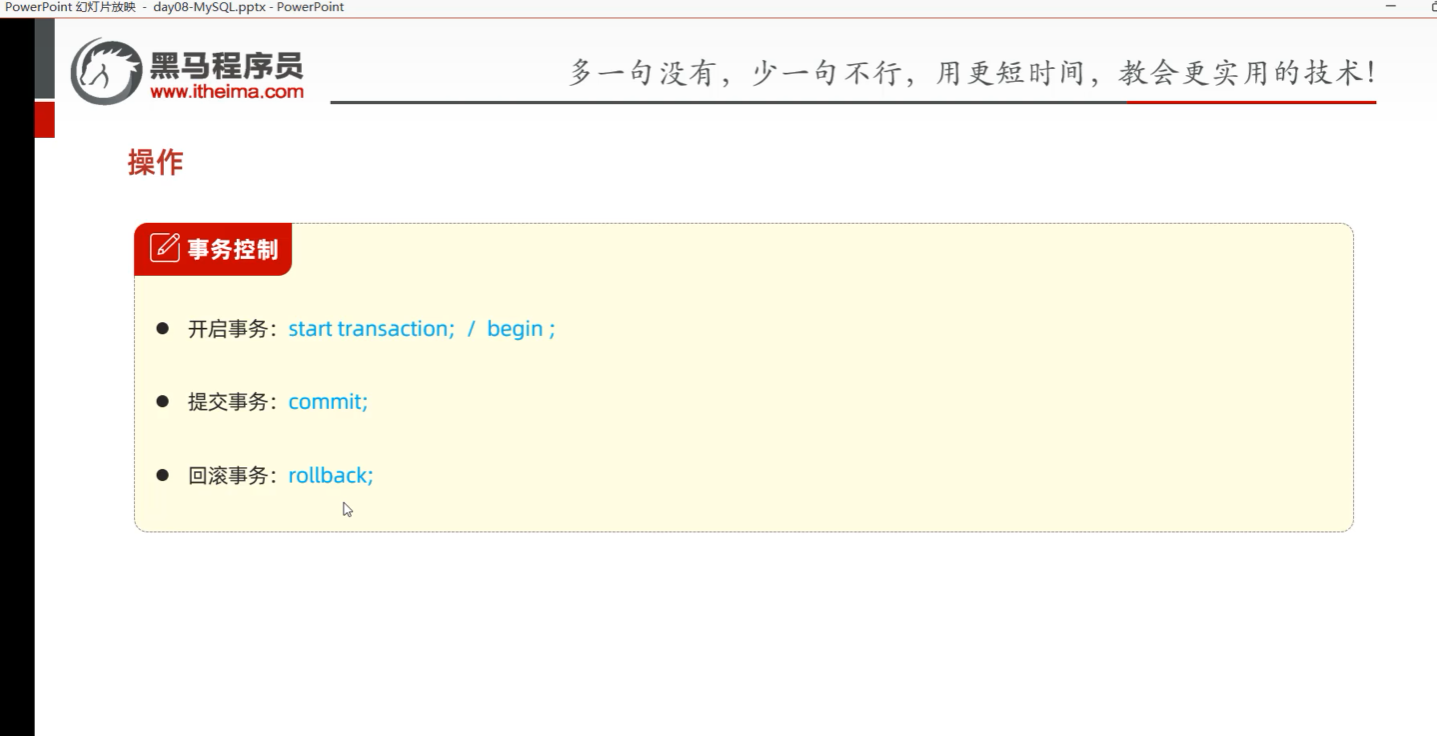 PowerPoint 幻灯片放映 - day08-MySQL.pptx - PowerPoint
黑马程序员
www.itheima.com
多一句没有，少一句不行，用更短时间，教会更实用的技术！
操作
事务控制
开启事务：start transaction; / begin ;
提交事务：commit;
回滚事务：rollback;